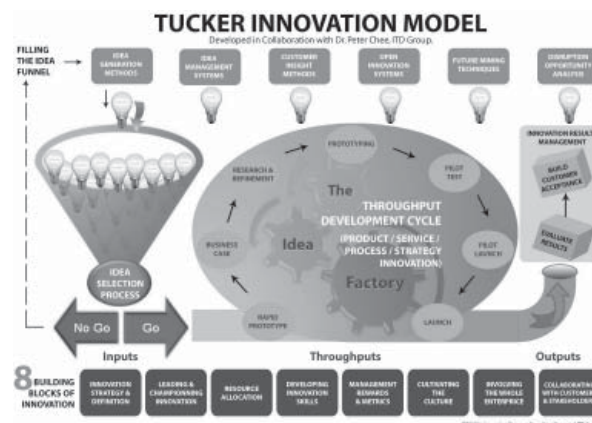 TUCKER INNOVATION MODEL
Developed in Collaboration with Dr. Peter Chee, ITD Group.
FILLING
THE IDEA
FUNNEL
IDEA
GENERATION
METHODS
IDEA
MANAGEMENT
SYSTEMS
CUSTOMER
INSIGHT
METHODS
OPEN
INNOVATION
SYSTEMS
FUTURE MINING
TECHNIQUES
DISRUPTION
OPPORTUNITY
ANALYSIS
INNOVATION RESULTS
MANAGEMENT
BUILD
CUSTOMER
ACCEPTANCE
EVALUATE
RESULTS
PROTOTYPING
RESEARCH &
REFINEMENT
PILOT
TEST
The
THROUGHPUT
DEVELOPMENT CYCLE
(PRODUCT / SERVICE /
PROCESS / STRATEGY
INNOVATION)
Idea
Factory
BUSINESS
CASE
PILOT
LAUNCH
RAPID
PROTOTYPE
LAUNCH
IDEA
SELECTION
PROCESS
No Go
Go
Inputs
Throughputs
Outputs
8 BUILDING
BLOCKS OF
INNOVATION
INNOVATION
STRATEGY &
DEFINITION
LEADING &
CHAMPIONNING
INNOVATION
RESOURCE
ALLOCATION
DEVELOPING
INNOVATION
SKILLS
MANAGEMENT
REWARDS
& METRICS
CULTIVATING
THE
CULTURE
INVOLVING
THE WHOLE
ENTERPRICE
COLLABORATING
WITH CUSTOMER
& STAKEHOLDER